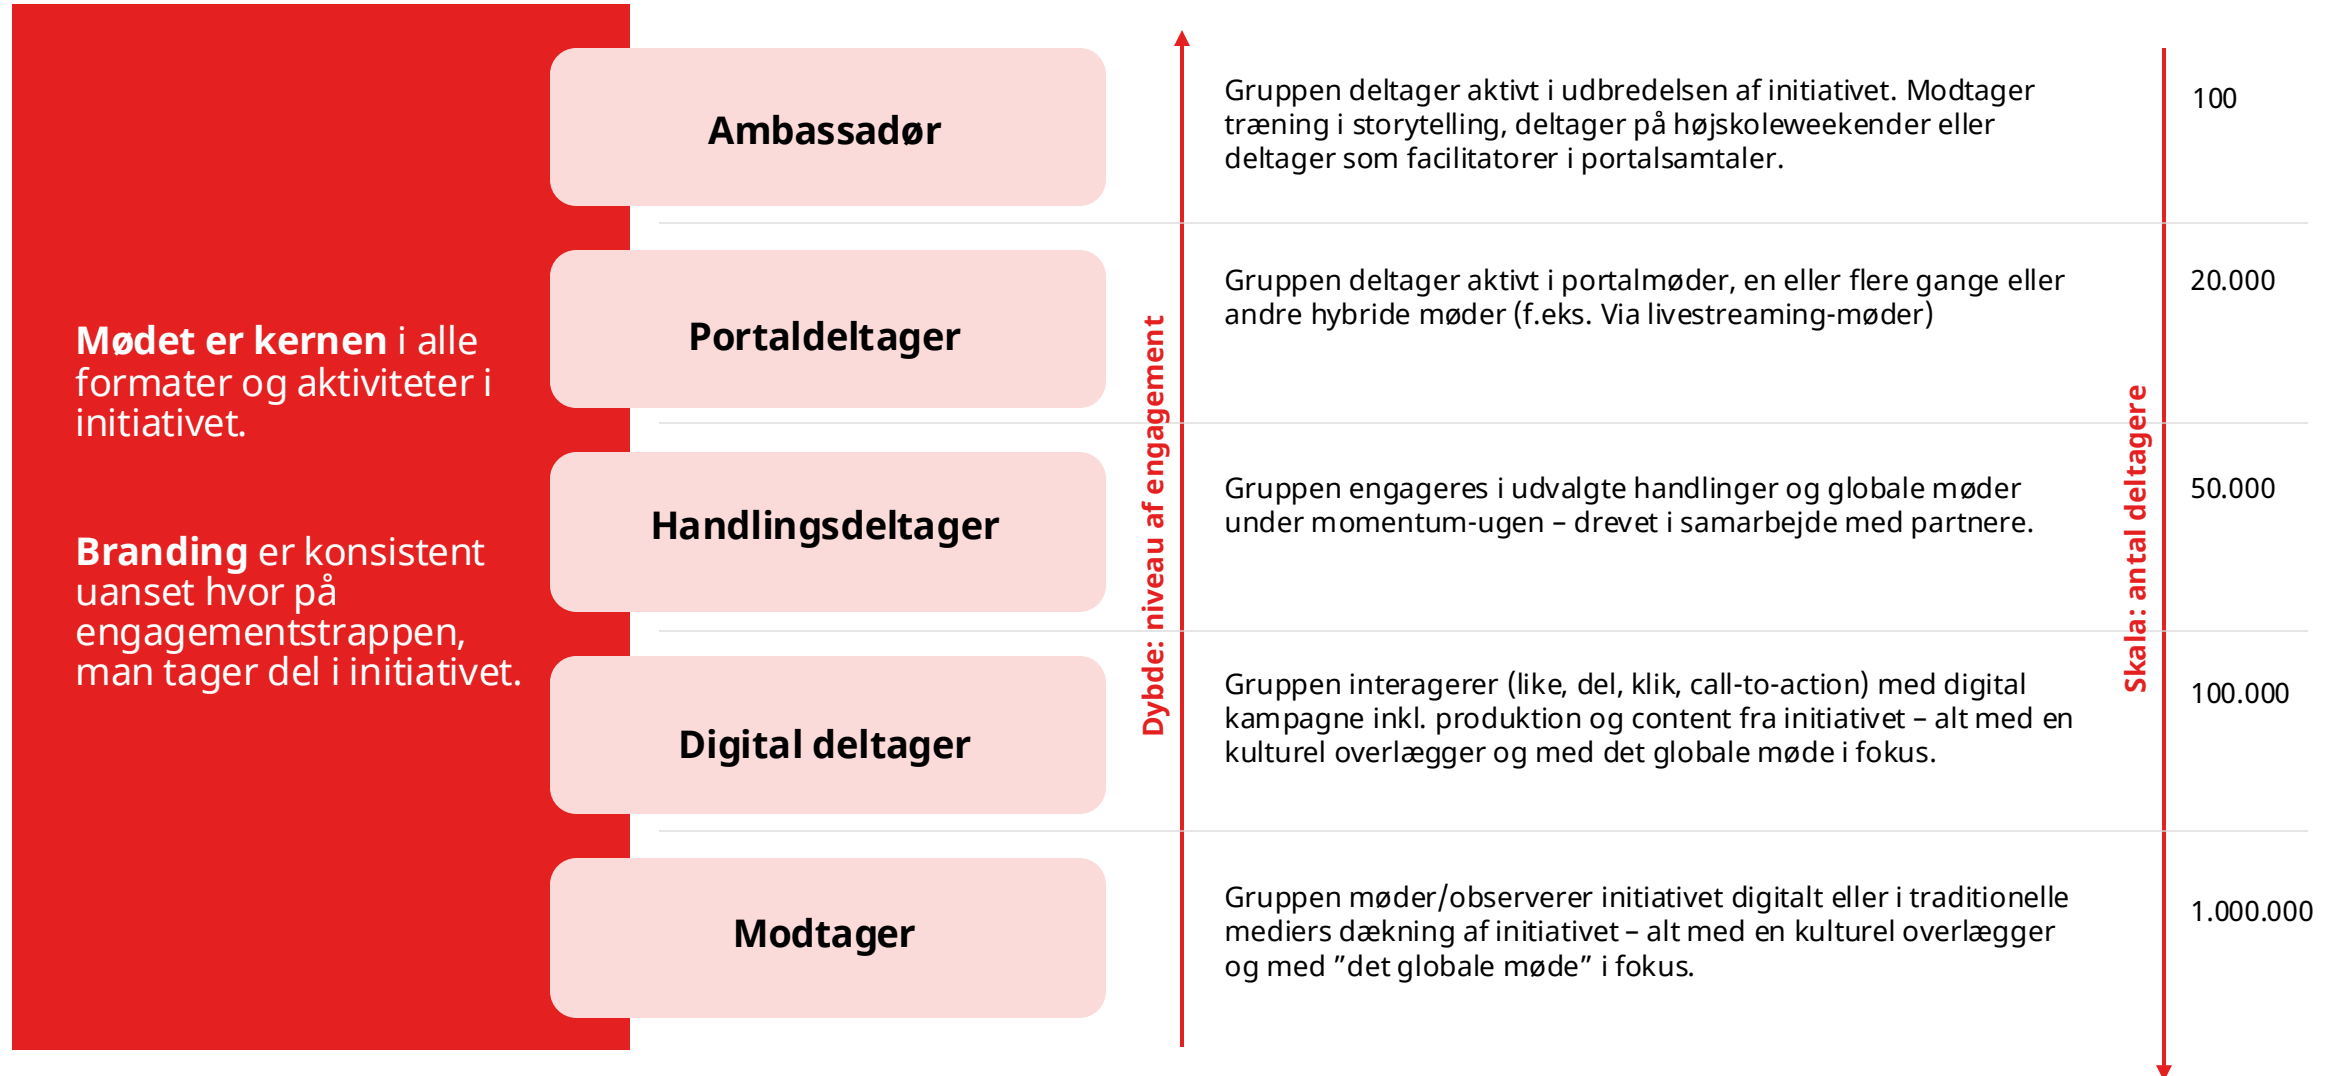 Mødet er kernen i alle
formater og aktiviteter i
initiativet.
Branding er konsistent
uanset hvor på
engagementstrappen,
man tager del i initiativet.
Ambassadør
Portaldeltager
Handlingsdeltager
Digital deltager
Modtager
Dybde: niveau af engagement
Gruppen deltager aktivt i udbredelsen af initiativet. Modtager
træning i storytelling, deltager på højskoleweekender eller
deltager som facilitatorer i portalsamtaler.
Gruppen deltager aktivt i portalmøder, en eller flere gange eller
andre hybride møder (f.eks. Via livestreaming-møder)
Gruppen engageres i udvalgte handlinger og globale møder
under momentum-ugen – drevet i samarbejde med partnere.
Gruppen interagerer (like, del, klik, call-to-action) med digital
kampagne inkl. produktion og content fra initiativet – alt med en
kulturel overlægger og med det globale møde i fokus.
Gruppen møder/observerer initiativet digitalt eller i traditionelle
mediers dækning af initiativet – alt med en kulturel overlægger
og med ”det globale møde” i fokus.
Skala: antal deltagere
100
20.000
50.000
100.000
1.000.000